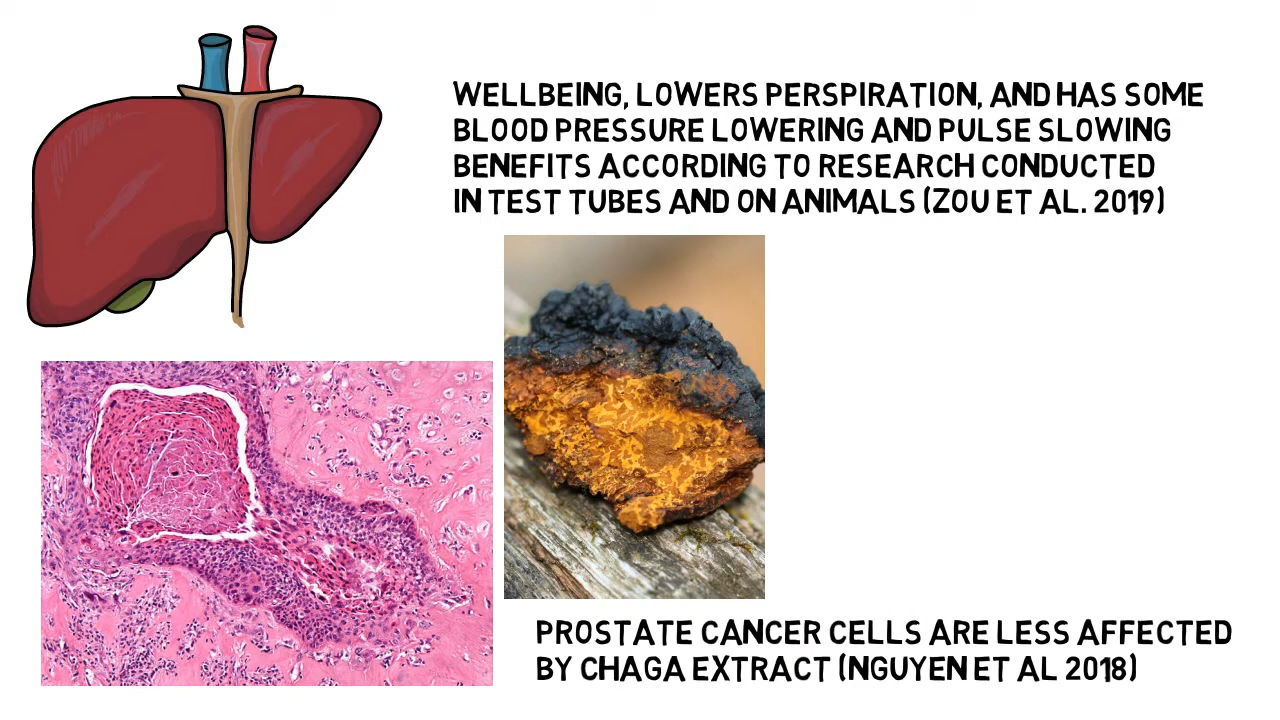 WELLBEING, LOWERS PERSPIRATION, AND HAS SOME
BLOOD PRESSURE LOWERING AND PULSE SLOWING
BENEFITS ACCORDING TO RESEARCH CONDUCTED
IN TEST TUBES AND ON ANIMALS (ZOU ET AL. 2019)
PROSTATE CANCER CELLS ARE LESS AFFECTED
BY CHAGA EXTRACT (NGUYEN ET AL 2018)